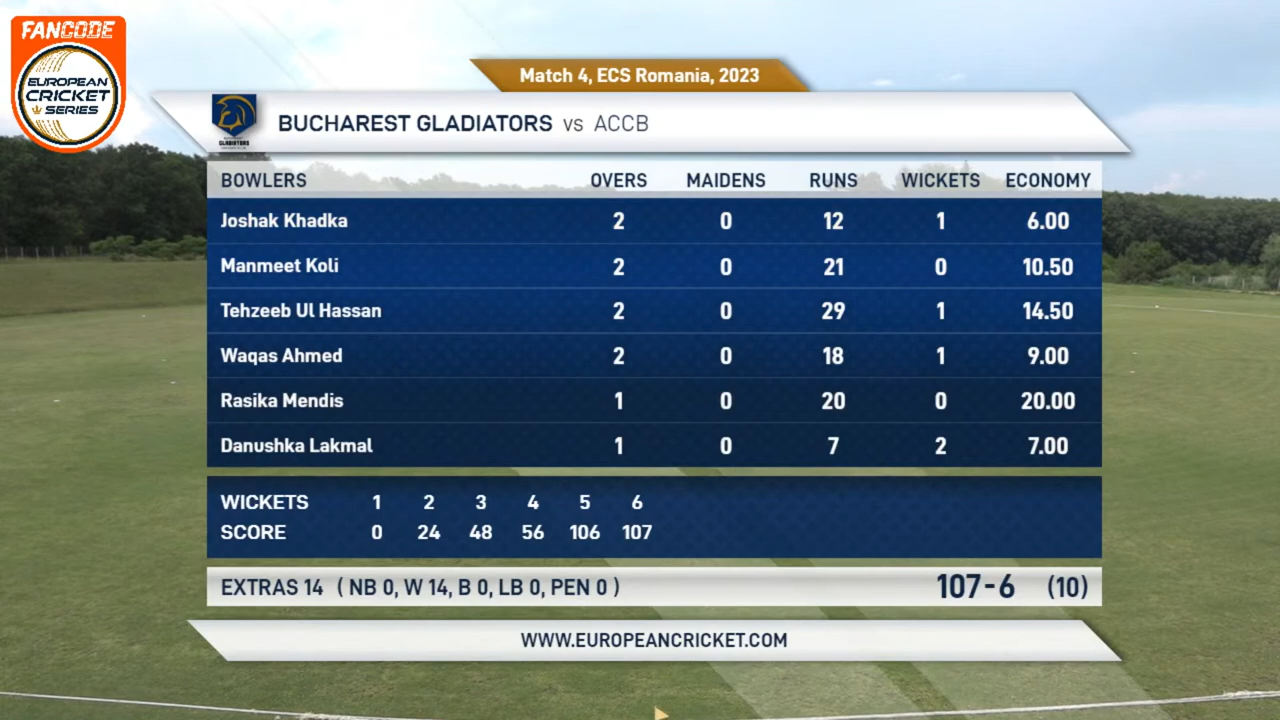 FANCODE
EUROPEAN
CRICKET
SERIES
Match 4, ECS Romania, 2023
GLADIATORS
BUCHAREST GLADIATORS vs ACCB
BOWLERS OVERS MAIDENS RUNS WICKETS ECONOMY
Joshak Khadka 2 0 12 1 6.00
Manmeet Koli 2 0 21 0 10.50
Tehzeeb Ul Hassan 2 0 29 1 14.50
Waqas Ahmed 2 0 18 1 9.00
Rasika Mendis 1 0 20 0 20.00
Danushka Lakmal 1 0 7 2 7.00
WICKETS 1 2 3 4 5 6
SCORE 0 24 48 56 106 107
EXTRAS 14 ( NB 0, W 14, B 0, LB 0, PEN 0 ) 107-6 (10)
WWW.EUROPEANCRICKET.COM